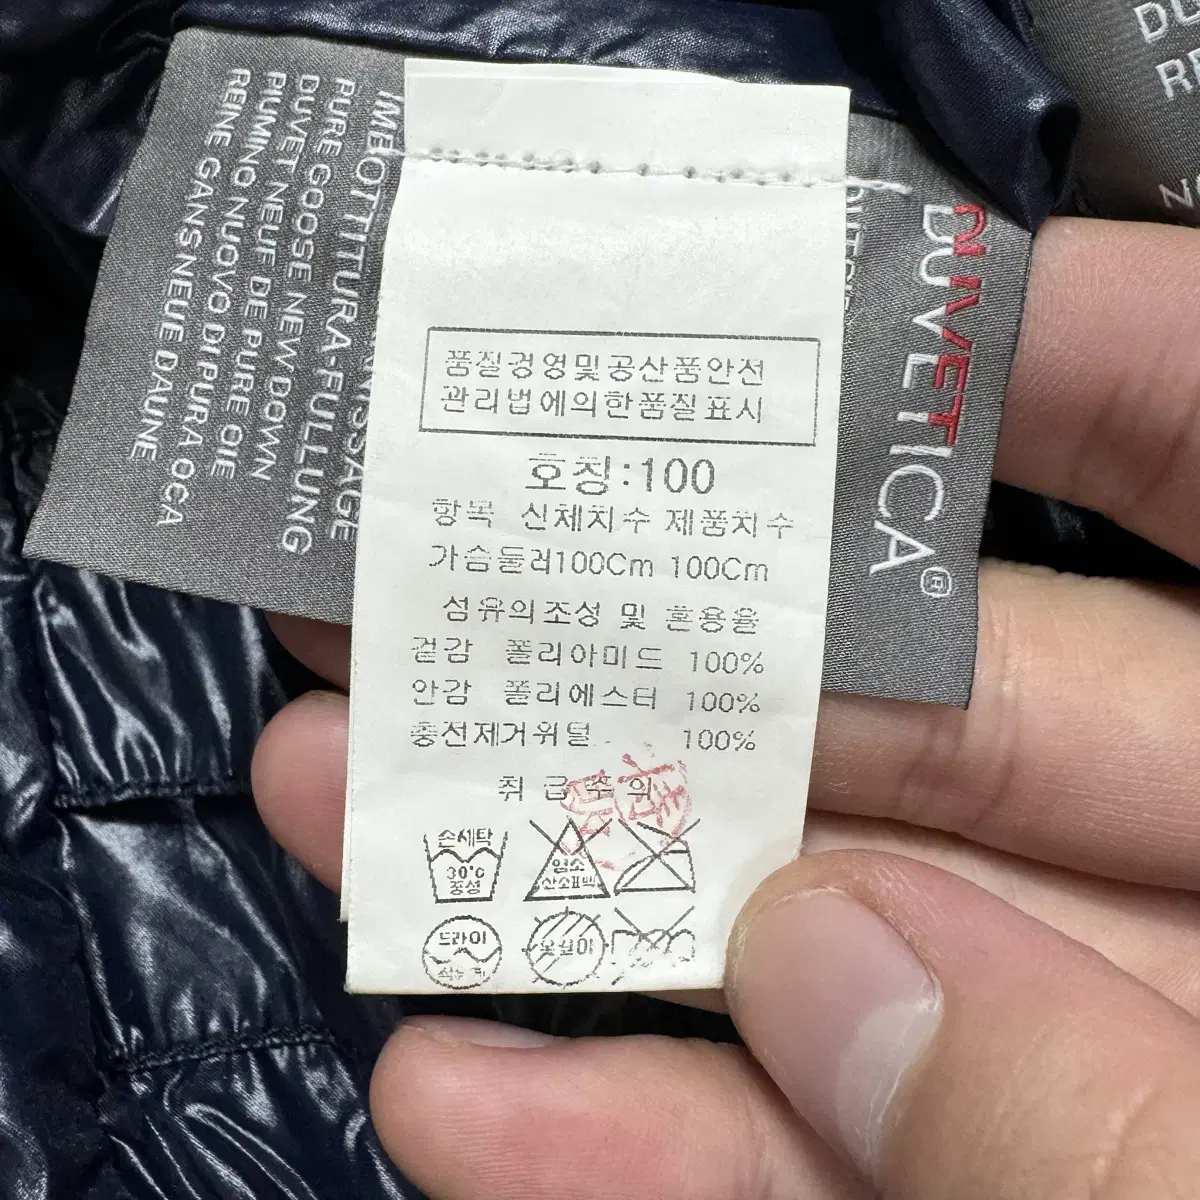 품질경영및공산품안전
관리법에의한품질표시
호칭:100
항목 신체치수 제품치수
가슴둘러100Cm 100Cm
섬유의조성 및 혼용율
겉감 폴리아미드 100%
안감 폴리에스터 100%
충전제거위털 100%
취급주의
손세탁
30.0
중성
염소
산소표백
드라이
DUVETICA
DUVETICA®
IMBOTTITURA-FULLUNG
PURE GOOSE NEW DOWN
DUVET NEUF DE PURE OIE
PIUMINO NUOVO DI PURA OCA
REINE GANS NEUE DAUNE